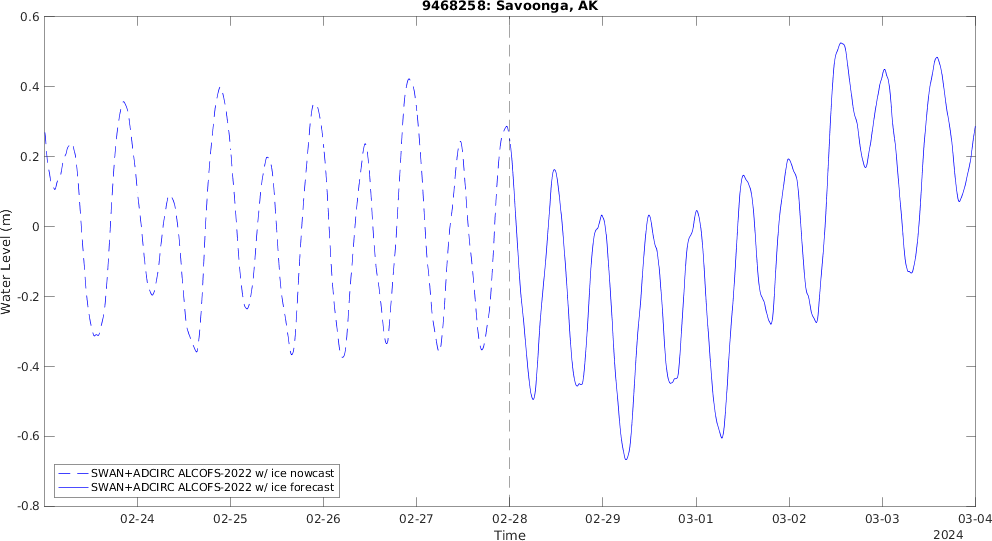 9468258: Savoonga, AK
0.6
0.4
0.2
0
-0.2
-0.4
-0.6
-0.8
Water Level (m)
SWAN+ADCIRC ALCOFS-2022 w/ ice nowcast
SWAN+ADCIRC ALCOFS-2022 w/ ice forecast
02-24 02-25 02-26 02-27 02-28 02-29 03-01 03-02 03-03 03-04
Time
2024